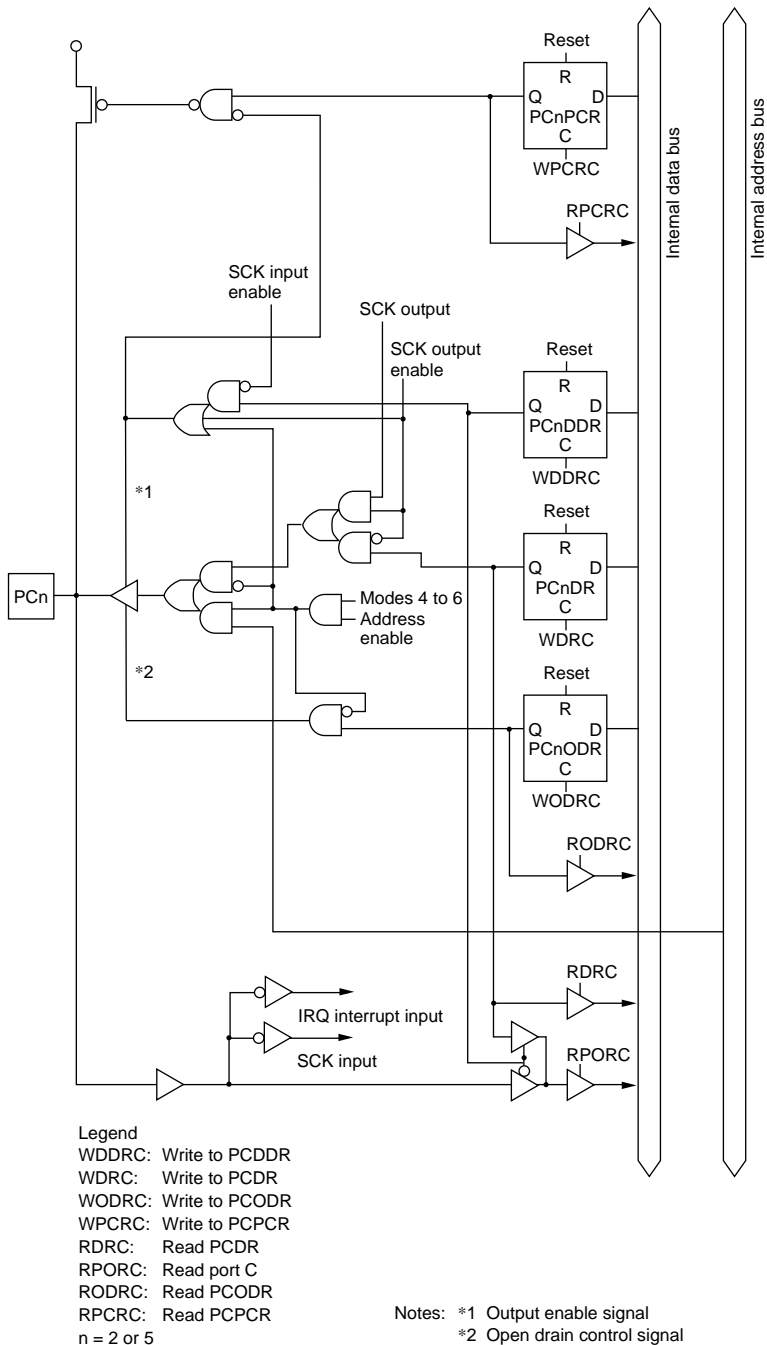 Reset
R
Q D
PCnPCR
C
WPCRC
RPCRC
Internal data bus
Internal address bus
SCK input
enable
SCK output
SCK output
enable
Reset
R
Q D
PCnDDR
C
WDDRC
*1
Reset
R
Q D
PCnDR
C
WDRC
PCn
Modes 4 to 6
Address
enable
*2
Reset
R
Q D
PCnODR
C
WODRC
RODRC
RDRC
IRQ interrupt input
SCK input
RPORC
Legend
WDDRC: Write to PCDDR
WDRC: Write to PCDR
WODRC: Write to PCODR
WPCRC: Write to PCPCR
RDRC: Read PCDR
RPORC: Read port C
RODRC: Read PCODR
RPCRC: Read PCPCR
n = 2 or 5
Notes: *1 Output enable signal
*2 Open drain control signal